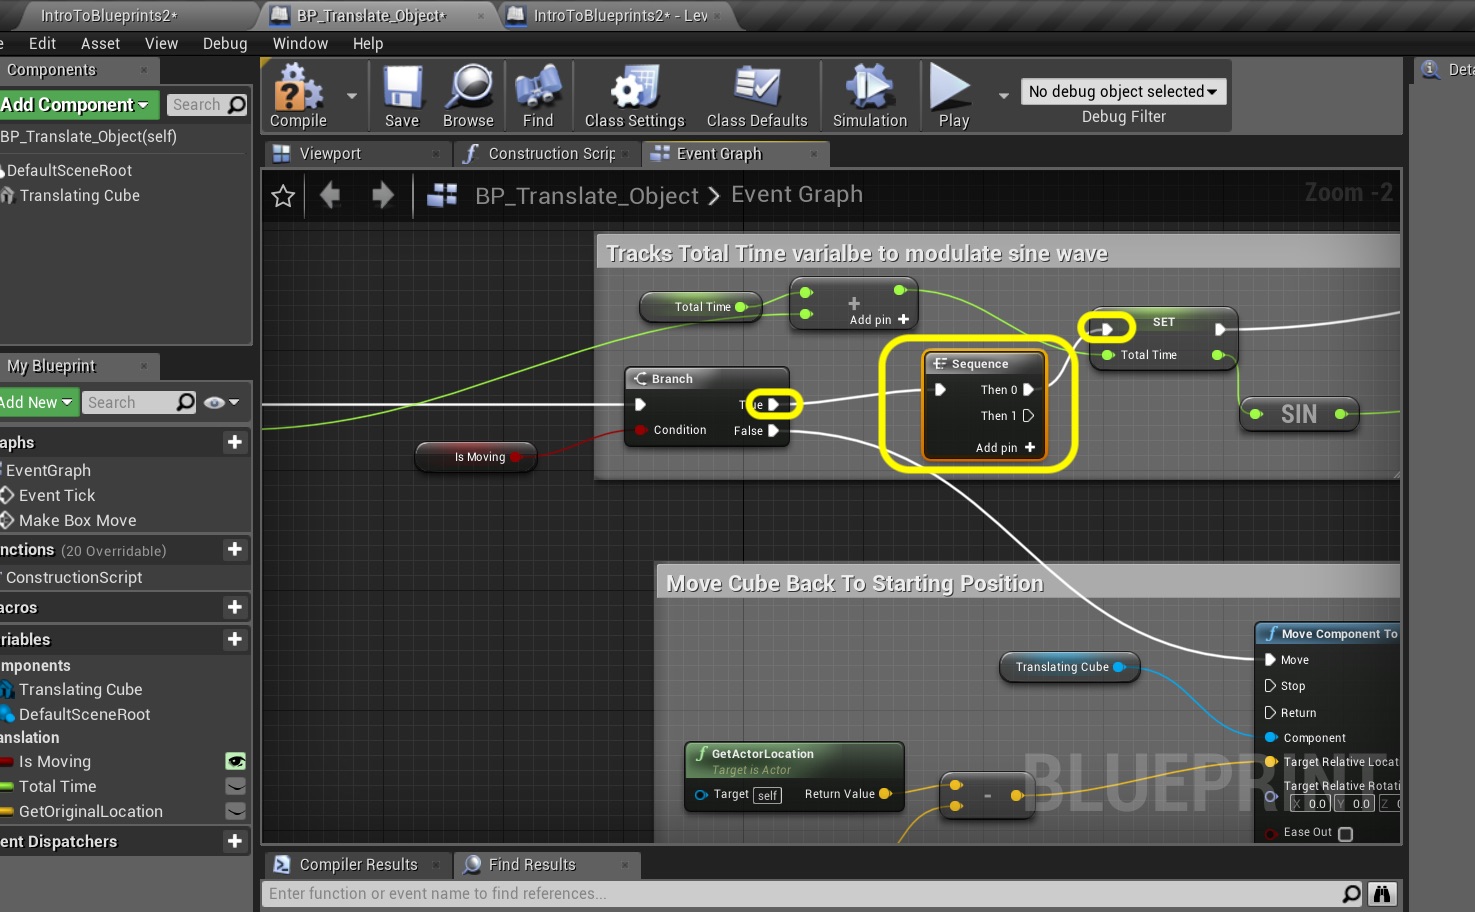 IntroToBlueprints2*
BP_Translate_Object*
IntroToBlueprints2* - Lev
e Edit Asset View Debug Window Help
Components
Add Component
Search
BP_Translate_Object(self)
DefaultSceneRoot
Translating Cube
Compile
Save
Browse
Find
Class Settings
Class Defaults
Simulation
Play
No debug object selected
Debug Filter
Deta
Viewport
Construction Scrip
Event Graph
BP_Translate_Object > Event Graph
Zoom -2
Tracks Total Time varialbe to modulate sine wave
Total Time
+
Add pin +
SET
Total Time
Sequence
Then 0
Then 1
Add pin +
Branch
True
Condition
False
Is Moving
SIN
Move Cube Back To Starting Position
Move Component To
Move
Stop
Return
Component
Target Relative Locat
Target Relative Rotati
X 0.0 Y 0.0 Z 0
Ease Out
Translating Cube
GetActorLocation
Target is Actor
Target self
Return Value
-
BLUEPRINT
My Blueprint
Add New
Search
aphs
EventGraph
Event Tick
Make Box Move
nctions (20 Overridable)
ConstructionScript
acros
riables
mponents
Translating Cube
DefaultSceneRoot
anslation
Is Moving
Total Time
GetOriginalLocation
ent Dispatchers
Compiler Results
Find Results
Enter function or event name to find references...